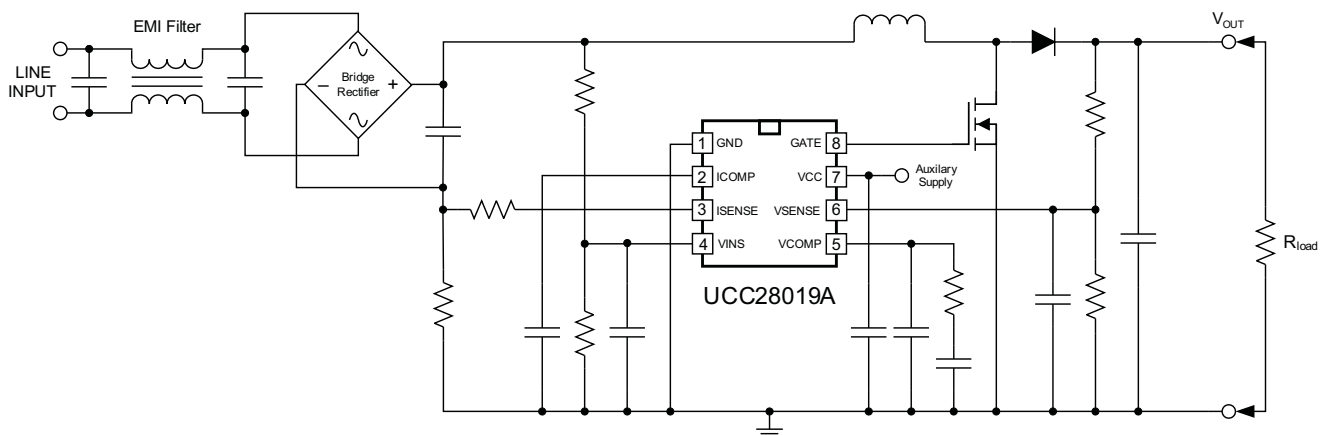 EMI Filter
LINE
INPUT
~
− Bridge +
Rectifier
~
V_OUT
1 GND GATE 8
2 ICOMP VCC 7
Auxilary
Supply
3 ISENSE VSENSE 6
4 VINS VCOMP 5
UCC28019A
R_load